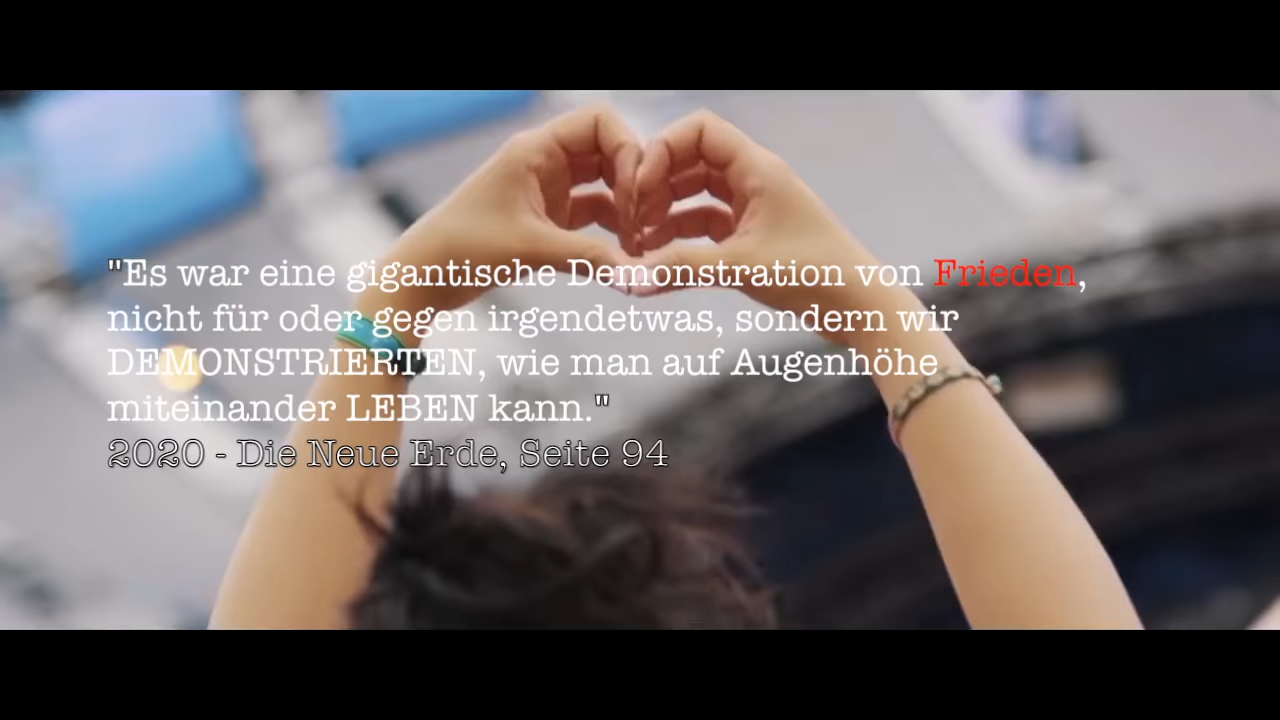 "Es war eine gigantische Demonstration von Frieden,
nicht für oder gegen irgendetwas, sondern wir
DEMONSTRIERTEN, wie man auf Augenhöhe
miteinander LEBEN kann."
2020 - Die Neue Erde, Seite 94